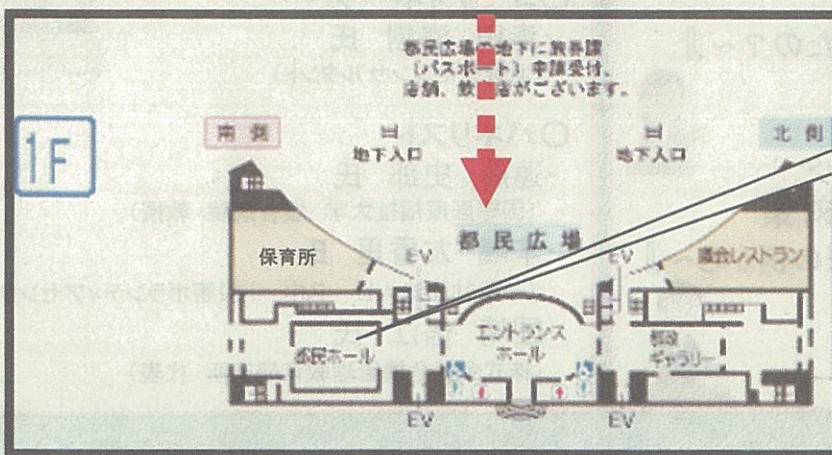 都民広場の地下に旅券課
(パスポート)申請受付、
店舗、飲食店がございます。
1F
南側
地下入口
地下入口
北側
都民広場
保育所
EV
EV
議会レストラン
都民ホール
エントランス
ホール
都政
ギャラリー
EV
EV